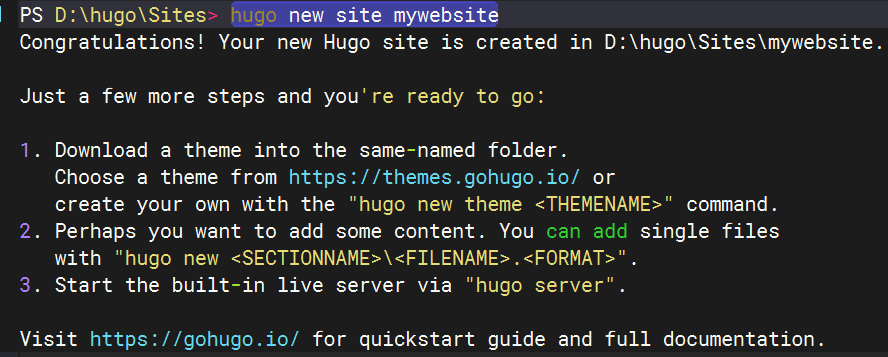 PS D:\hugo\Sites> hugo new site mywebsite
Congratulations! Your new Hugo site is created in D:\hugo\Sites\mywebsite.
Just a few more steps and you're ready to go:
1. Download a theme into the same-named folder.
Choose a theme from https://themes.gohugo.io/ or
create your own with the "hugo new theme <THEMENAME>" command.
2. Perhaps you want to add some content. You can add single files
with "hugo new <SECTIONNAME>\<FILENAME>.<FORMAT>".
3. Start the built-in live server via "hugo server".
Visit https://gohugo.io/ for quickstart guide and full documentation.